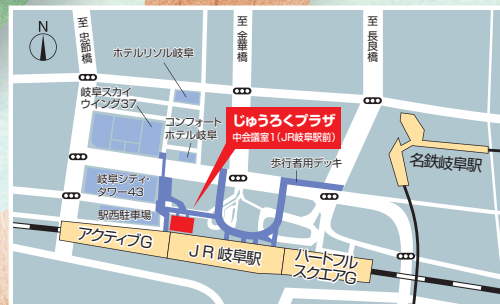 N
至 忠節橋
至 金華橋
至 長良橋
ホテルリソル岐阜
岐阜スカイ
ウイング37
コンフォート
ホテル岐阜
じゅうろくプラザ
中会議室1(JR岐阜駅前)
歩行者用デッキ
名鉄岐阜駅
岐阜シティ・
タワー43
駅西駐車場
アクティブG
JR岐阜駅
ハートフル
スクエアG